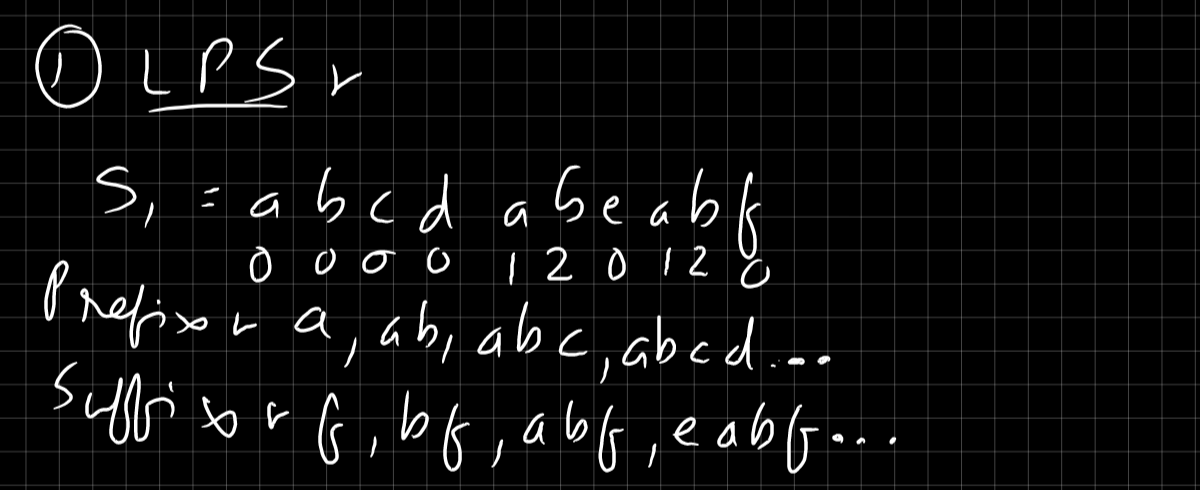 ① LPS :-
S₁ = a b c d a b e a b f
0 0 0 0 1 2 0 1 2 0
Prefix :- a, ab, abc, abcd...
Suffix :- f, bf, abf, eabf...